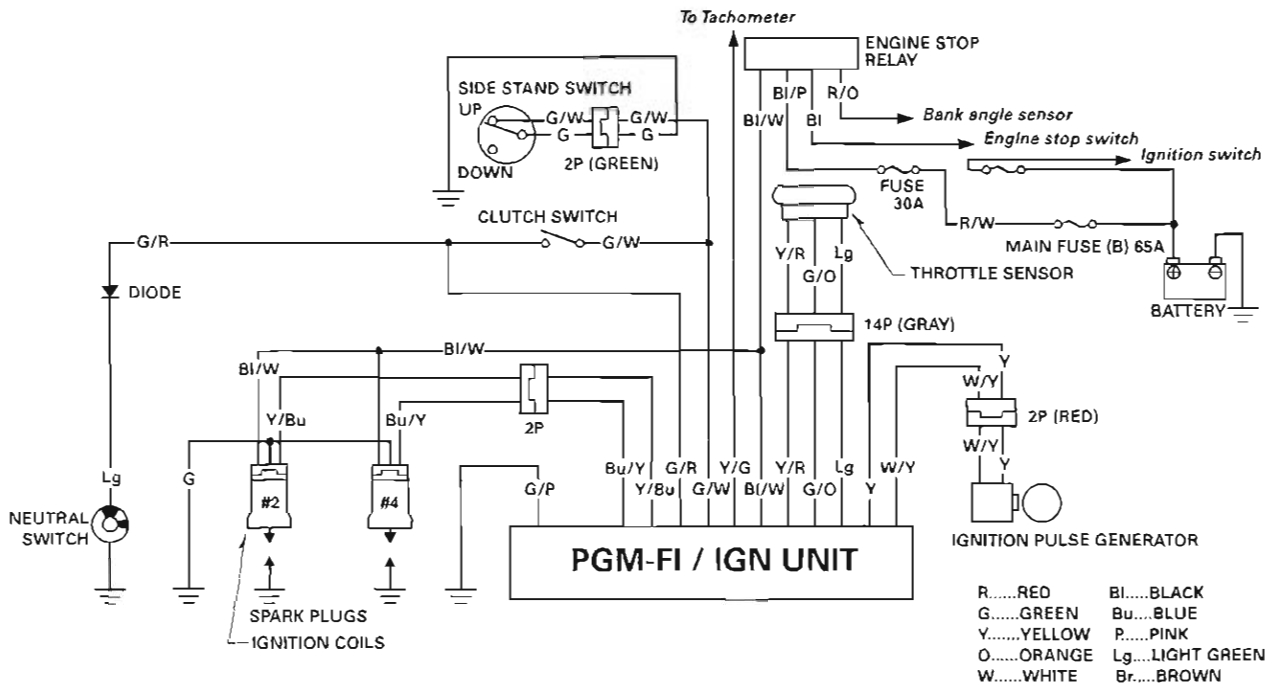 To Tachometer
ENGINE STOP
RELAY
SIDE STAND SWITCH
UP
Bl/P
R/O
G/W
G/W
Bl/W
Bl
Bank angle sensor
G
G
Engine stop switch
2P (GREEN)
Ignition switch
DOWN
FUSE
30A
CLUTCH SWITCH
R/W
G/R
G/W
MAIN FUSE (B) 65A
Y/R
Lg
G/O
THROTTLE SENSOR
DIODE
BATTERY
14P (GRAY)
Bl/W
Y
Bl/W
W/Y
Y/Bu
Bu/Y
2P
2P (RED)
W/Y
Y
Lg
G
Bu/Y
G/R
Y/G
Y/R
Lg
W/Y
G/P
Y/Bu
G/W
Bl/W
G/O
Y
#2
#4
NEUTRAL
SWITCH
PGM-FI / IGN UNIT
IGNITION PULSE GENERATOR
SPARK PLUGS
IGNITION COILS
R......RED Bl.....BLACK
G......GREEN Bu....BLUE
Y.......YELLOW P......PINK
O......ORANGE Lg....LIGHT GREEN
W......WHITE Br.....BROWN